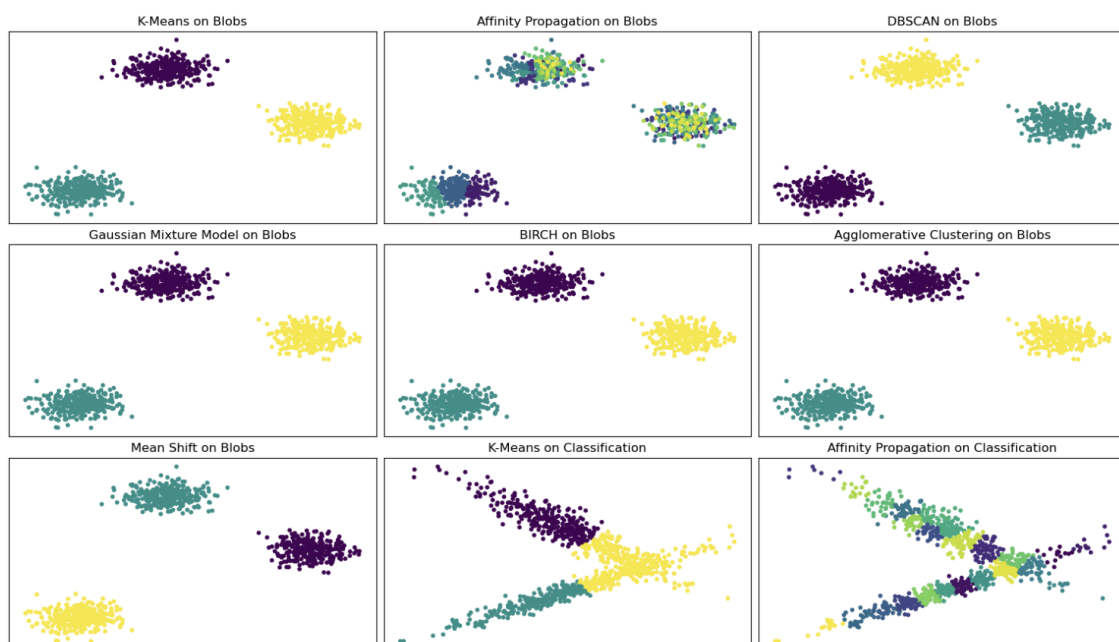 K-Means on Blobs
Affinity Propagation on Blobs
DBSCAN on Blobs
Gaussian Mixture Model on Blobs
BIRCH on Blobs
Agglomerative Clustering on Blobs
Mean Shift on Blobs
K-Means on Classification
Affinity Propagation on Classification